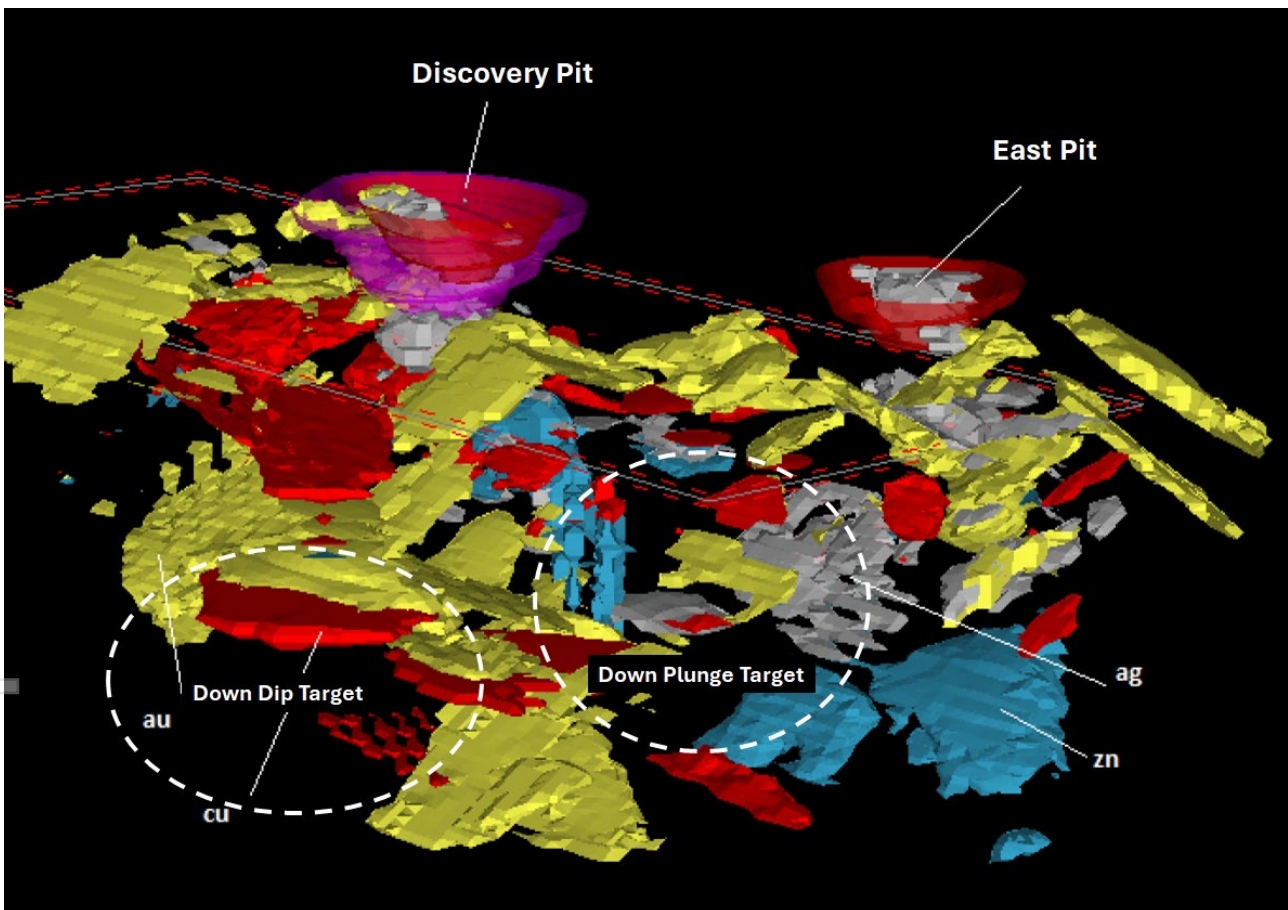 Discovery Pit
East Pit
Down Plunge Target
ag
Down Dip Target
au
zn
cu